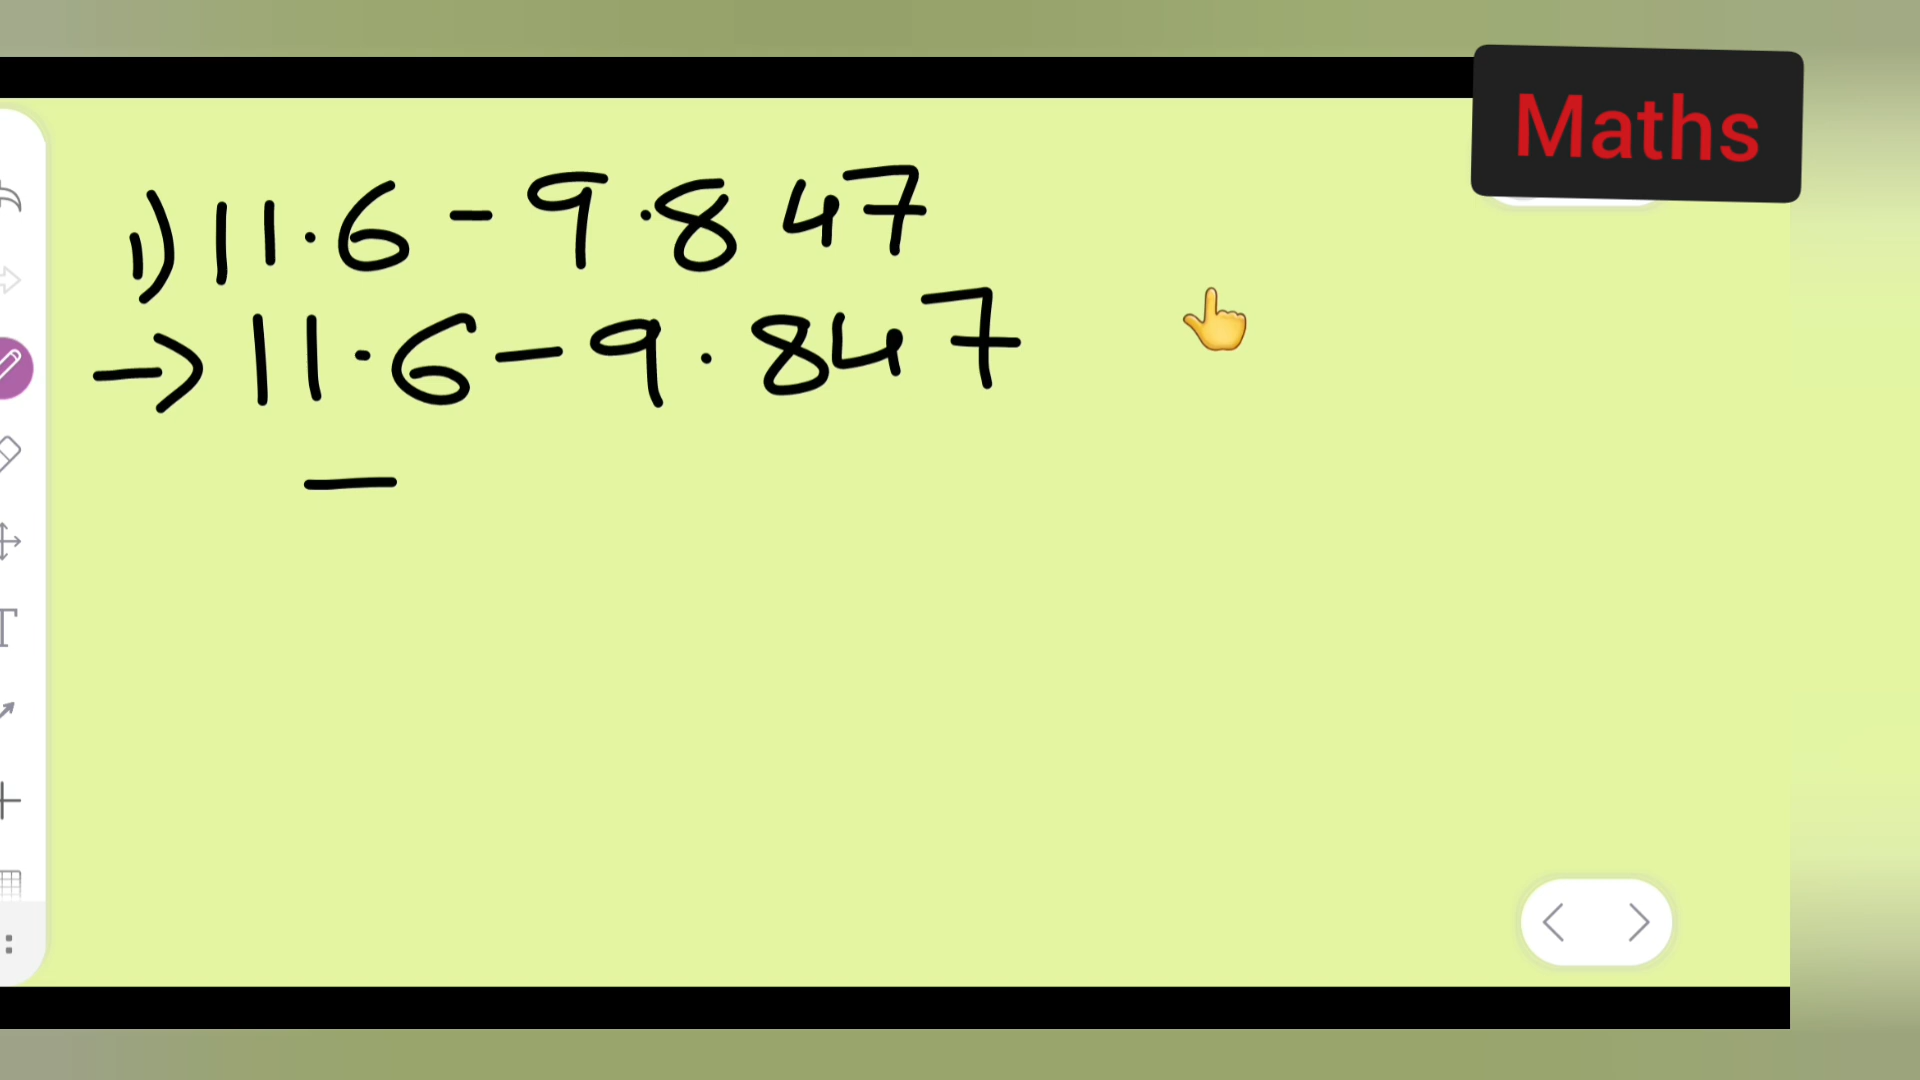 Maths
1) 11.6 - 9.847
→ 11.6 - 9.847
—